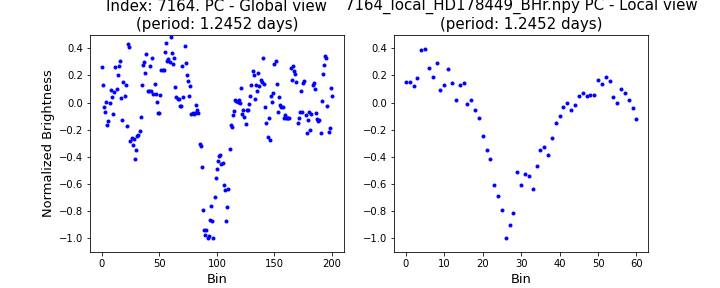 Index: 7164. PC - Global view
(period: 1.2452 days)
7164_local_HD178449_BHr.npy PC - Local view
(period: 1.2452 days)
Normalized Brightness
0.4
0.2
0.0
−0.2
−0.4
−0.6
−0.8
−1.0
0 50 100 150 200
Bin
0.4
0.2
0.0
−0.2
−0.4
−0.6
−0.8
−1.0
0 10 20 30 40 50 60
Bin